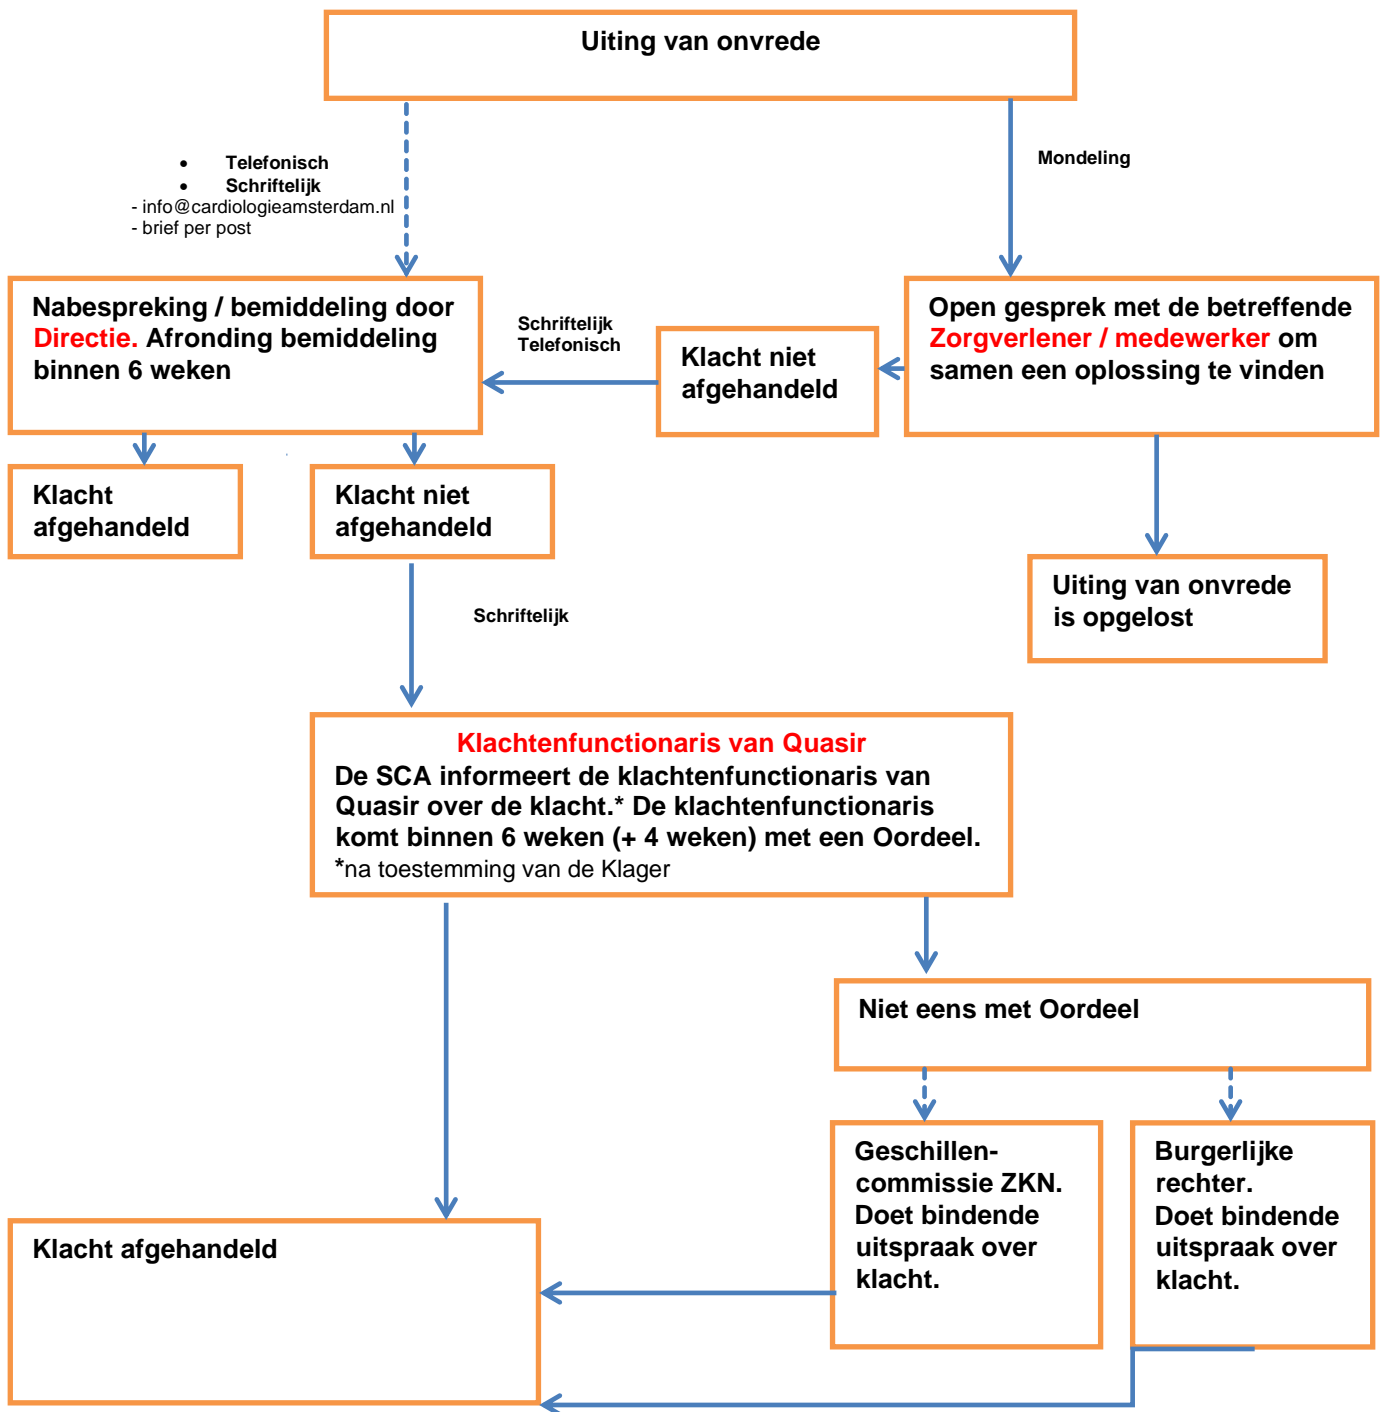 Uiting van onvrede
• Telefonisch
• Schriftelijk
- info@cardiologieamsterdam.nl
- brief per post
Mondeling
Nabespreking / bemiddeling door
Directie. Afronding bemiddeling
binnen 6 weken
Schriftelijk
Telefonisch
Klacht niet
afgehandeld
Open gesprek met de betreffende
Zorgverlener / medewerker om
samen een oplossing te vinden
Klacht
afgehandeld
Klacht niet
afgehandeld
Uiting van onvrede
is opgelost
Schriftelijk
Klachtenfunctionaris van Quasir
De SCA informeert de klachtenfunctionaris van
Quasir over de klacht.* De klachtenfunctionaris
komt binnen 6 weken (+ 4 weken) met een Oordeel.
*na toestemming van de Klager
Niet eens met Oordeel
Geschillen-
commissie ZKN.
Doet bindende
uitspraak over
klacht.
Burgerlijke
rechter.
Doet bindende
uitspraak over
klacht.
Klacht afgehandeld